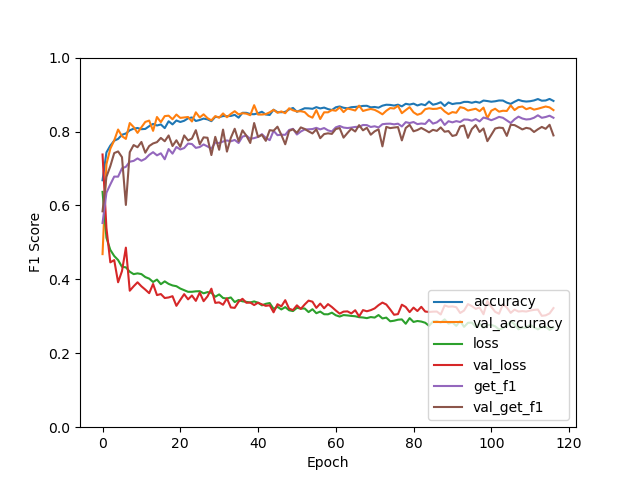 1.0
0.8
0.6
0.4
0.2
0.0
F1 Score
0 20 40 60 80 100 120
Epoch
accuracy
val_accuracy
loss
val_loss
get_f1
val_get_f1